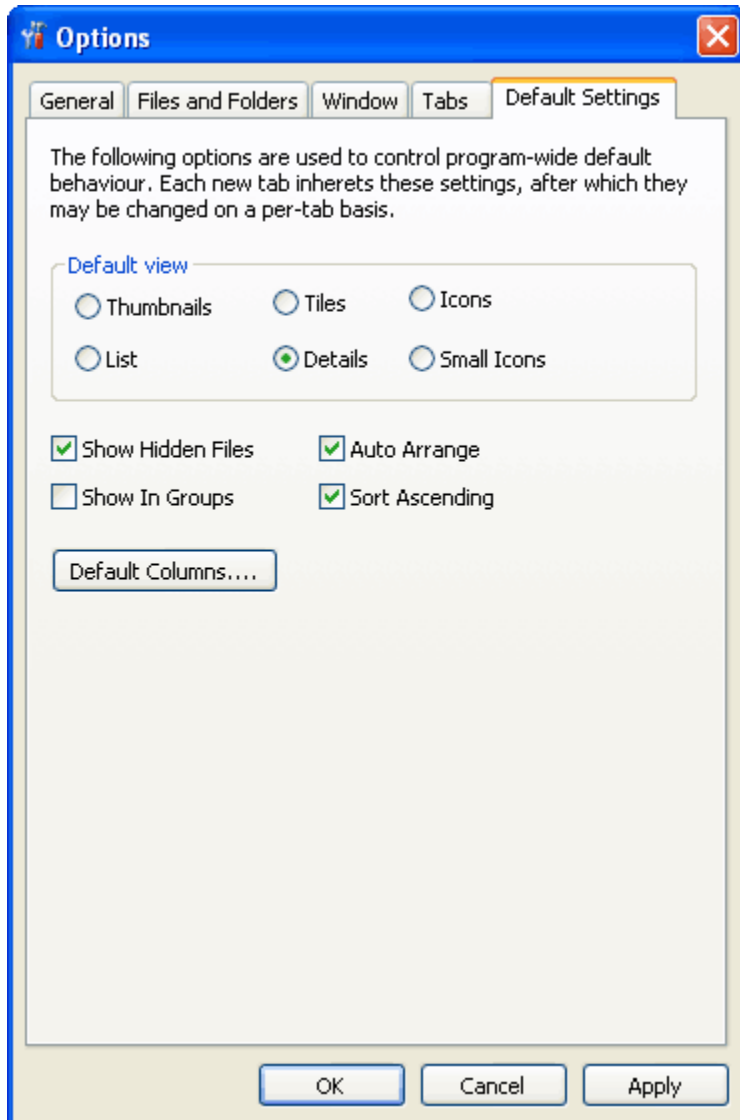 Options
General Files and Folders Window Tabs Default Settings
The following options are used to control program-wide default
behaviour. Each new tab inherets these settings, after which they
may be changed on a per-tab basis.
Default view
Thumbnails Tiles Icons
List Details Small Icons
Show Hidden Files Auto Arrange
Show In Groups Sort Ascending
Default Columns....
OK Cancel Apply